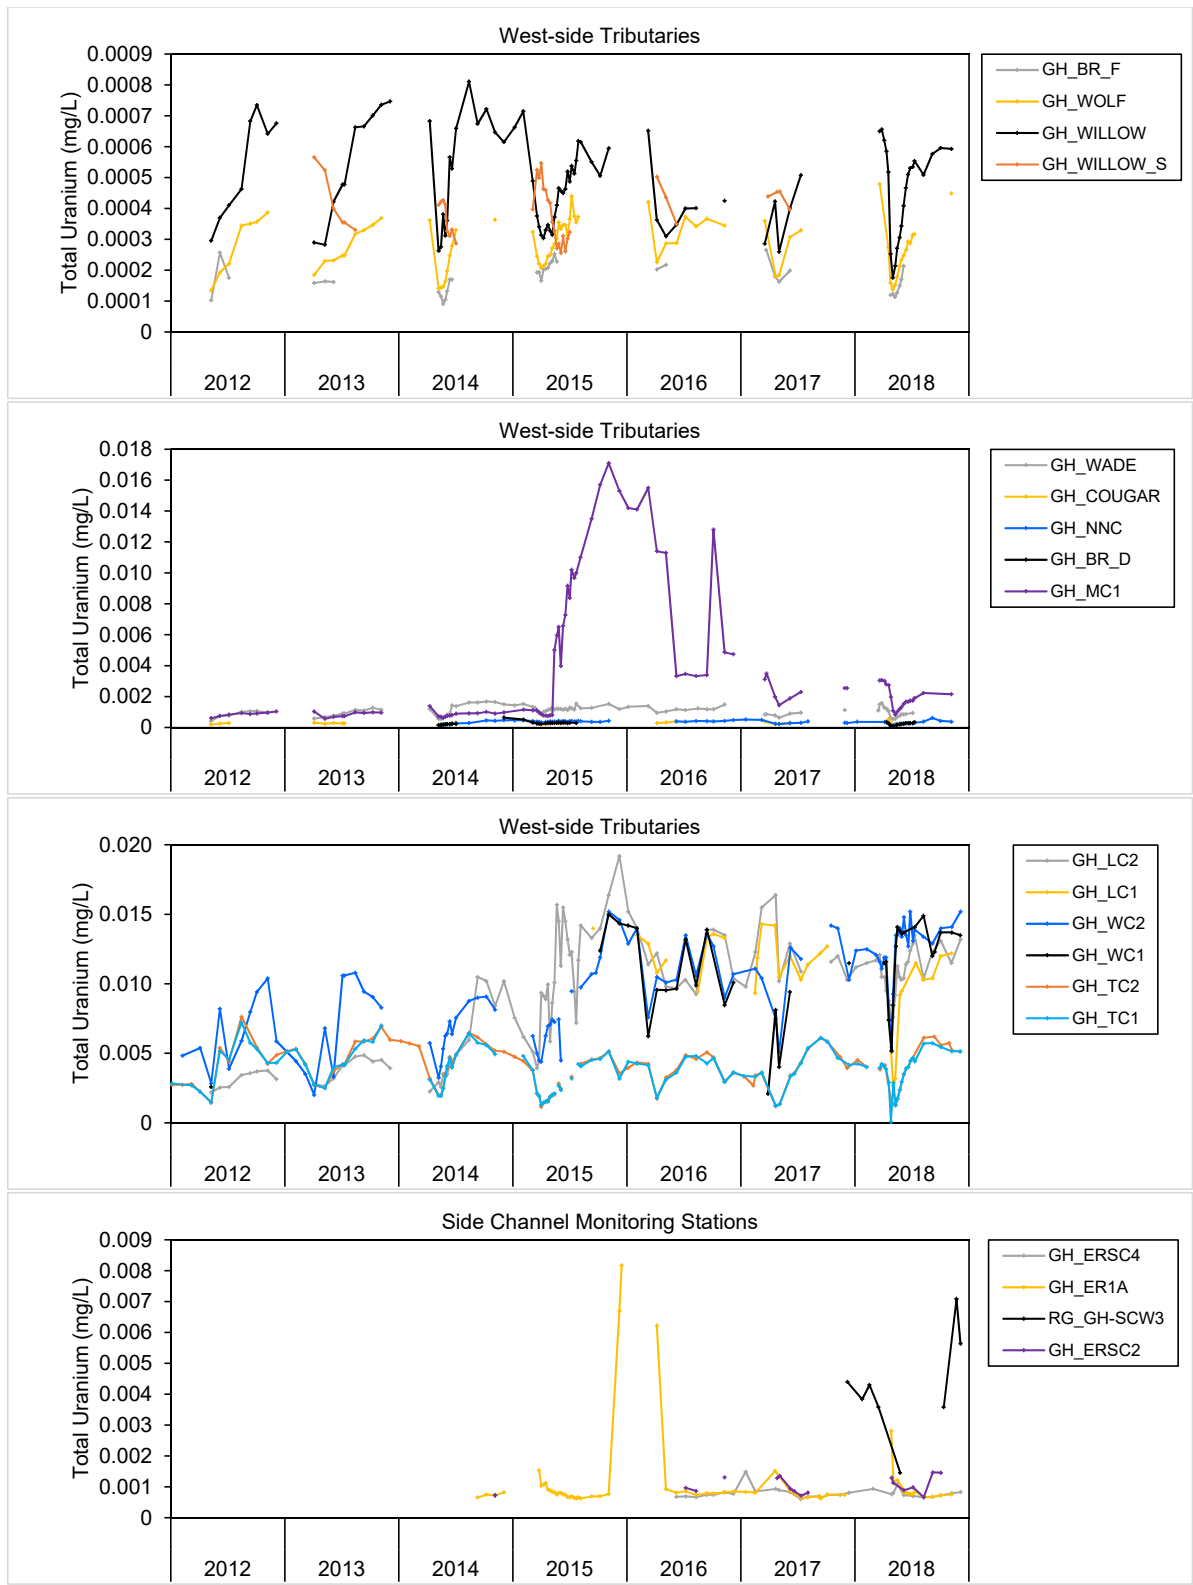 West-side Tributaries
Total Uranium (mg/L)
0.0009
0.0008
0.0007
0.0006
0.0005
0.0004
0.0003
0.0002
0.0001
0
2012 2013 2014 2015 2016 2017 2018
GH_BR_F
GH_WOLF
GH_WILLOW
GH_WILLOW_S
West-side Tributaries
Total Uranium (mg/L)
0.018
0.016
0.014
0.012
0.010
0.008
0.006
0.004
0.002
0
2012 2013 2014 2015 2016 2017 2018
GH_WADE
GH_COUGAR
GH_NNC
GH_BR_D
GH_MC1
West-side Tributaries
Total Uranium (mg/L)
0.020
0.015
0.010
0.005
0
2012 2013 2014 2015 2016 2017 2018
GH_LC2
GH_LC1
GH_WC2
GH_WC1
GH_TC2
GH_TC1
Side Channel Monitoring Stations
Total Uranium (mg/L)
0.009
0.008
0.007
0.006
0.005
0.004
0.003
0.002
0.001
0
2012 2013 2014 2015 2016 2017 2018
GH_ERSC4
GH_ER1A
RG_GH-SCW3
GH_ERSC2